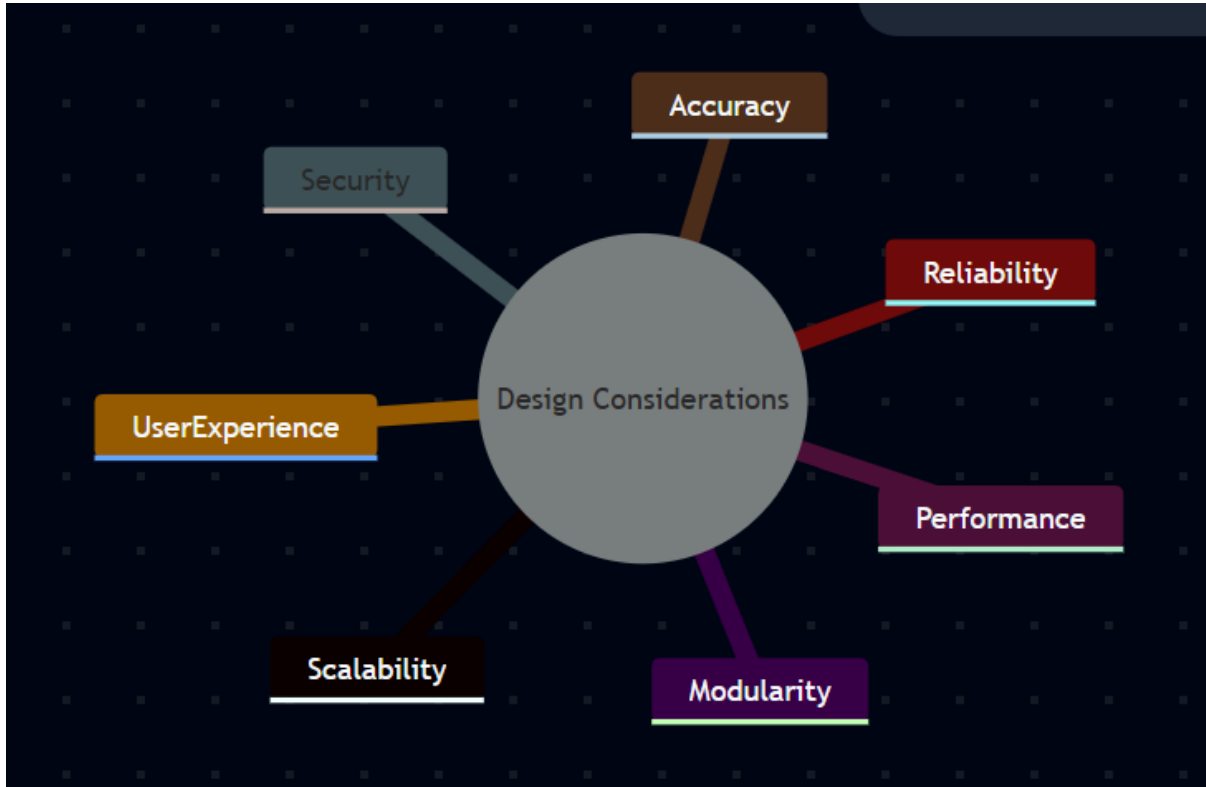 Accuracy
Security
Reliability
Design Considerations
UserExperience
Performance
Scalability
Modularity